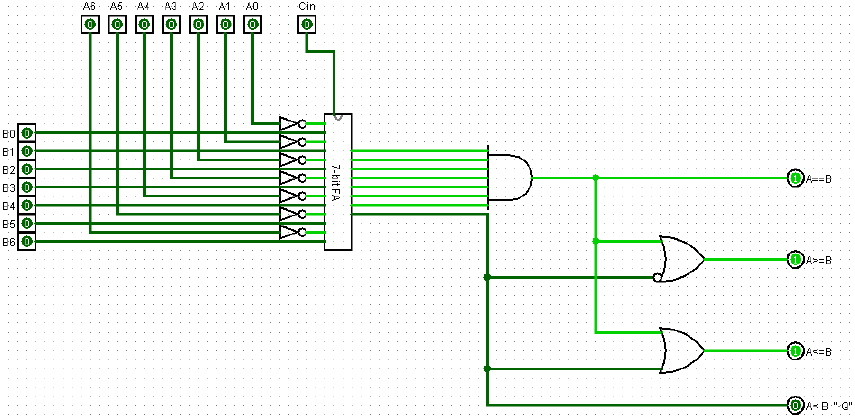 A6 A5 A4 A3 A2 A1 A0 Cin
0 0 0 0 0 0 0 0
B0 0
B1 0
B2 0
B3 0
B4 0
B5 0
B6 0
7-bit FA
1 A==B
1 A>=B
1 A<=B
0 A<B "-G"